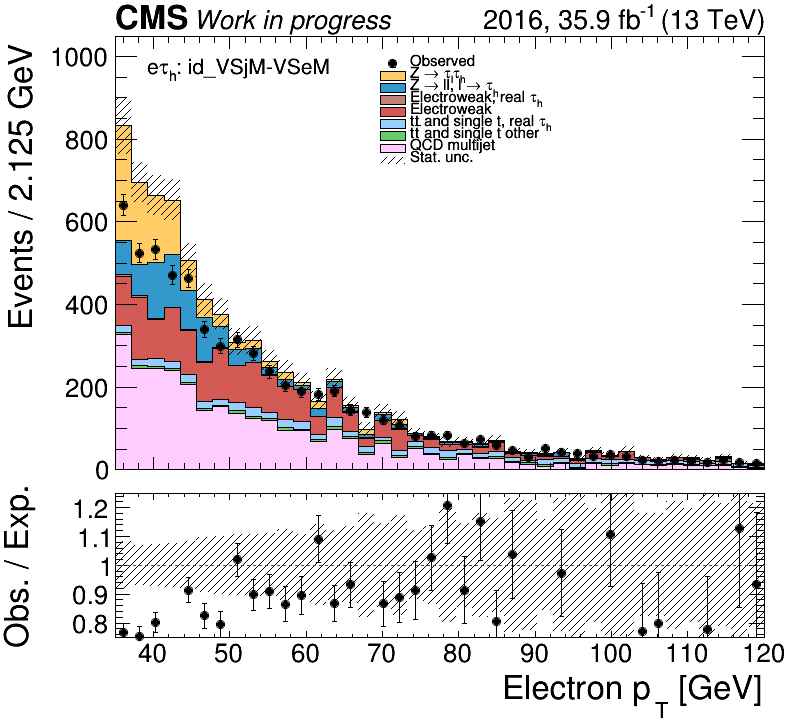 CMS Work in progress 2016, 35.9 fb⁻¹ (13 TeV)
eτₕ: id_VSjM-VSeM
Observed
Z → τ,τₕ
Z → ll, l → τₕ
Electroweak, real τₕ
Electroweak
tt and single t, real τₕ
tt and single t other
QCD multijet
Stat. unc.
Events / 2.125 GeV
1000
800
600
400
200
0
Obs. / Exp.
1.2
1.1
1
0.9
0.8
40 50 60 70 80 90 100 110 120
Electron p_T [GeV]